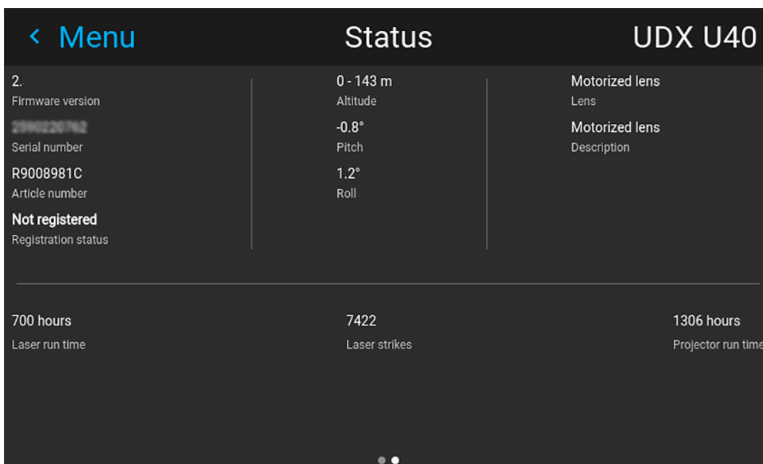 ‹ Menu
Status
UDX U40
2.
Firmware version
Serial number
R9008981C
Article number
Not registered
Registration status
0 - 143 m
Altitude
-0.8°
Pitch
1.2°
Roll
Motorized lens
Lens
Motorized lens
Description
700 hours
Laser run time
7422
Laser strikes
1306 hours
Projector run time